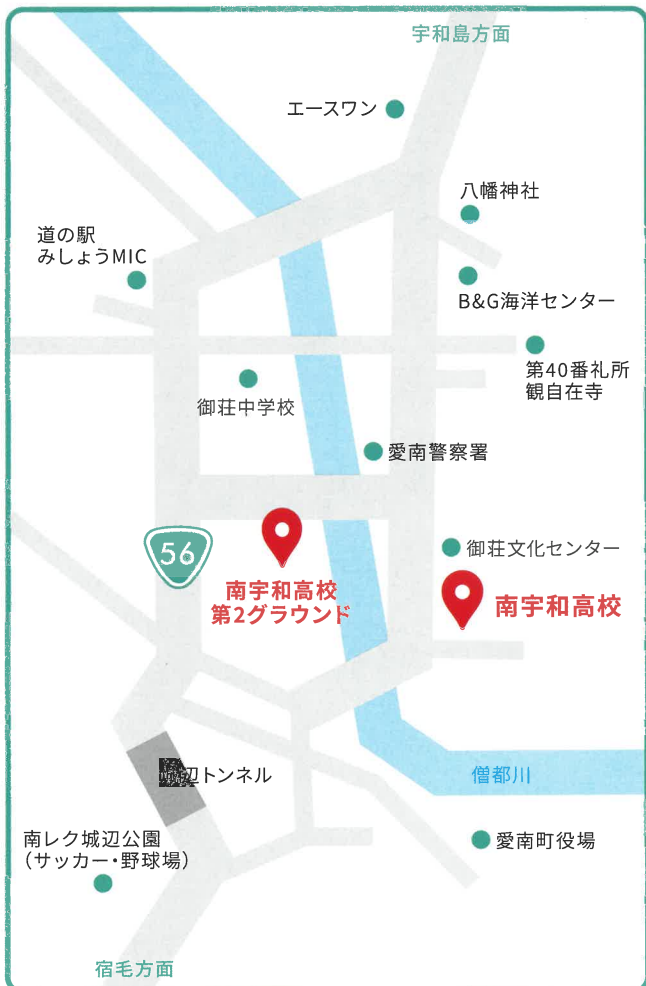 宇和島方面
エースワン
八幡神社
道の駅
みしょうMIC
B&G海洋センター
第40番札所
観自在寺
御荘中学校
愛南警察署
56
御荘文化センター
南宇和高校
第2グラウンド
南宇和高校
辺トンネル
僧都川
南レク城辺公園
（サッカー・野球場）
愛南町役場
宿毛方面